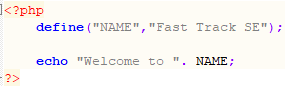 <?php
define("NAME","Fast Track SE");
echo "Welcome to ". NAME;
?>